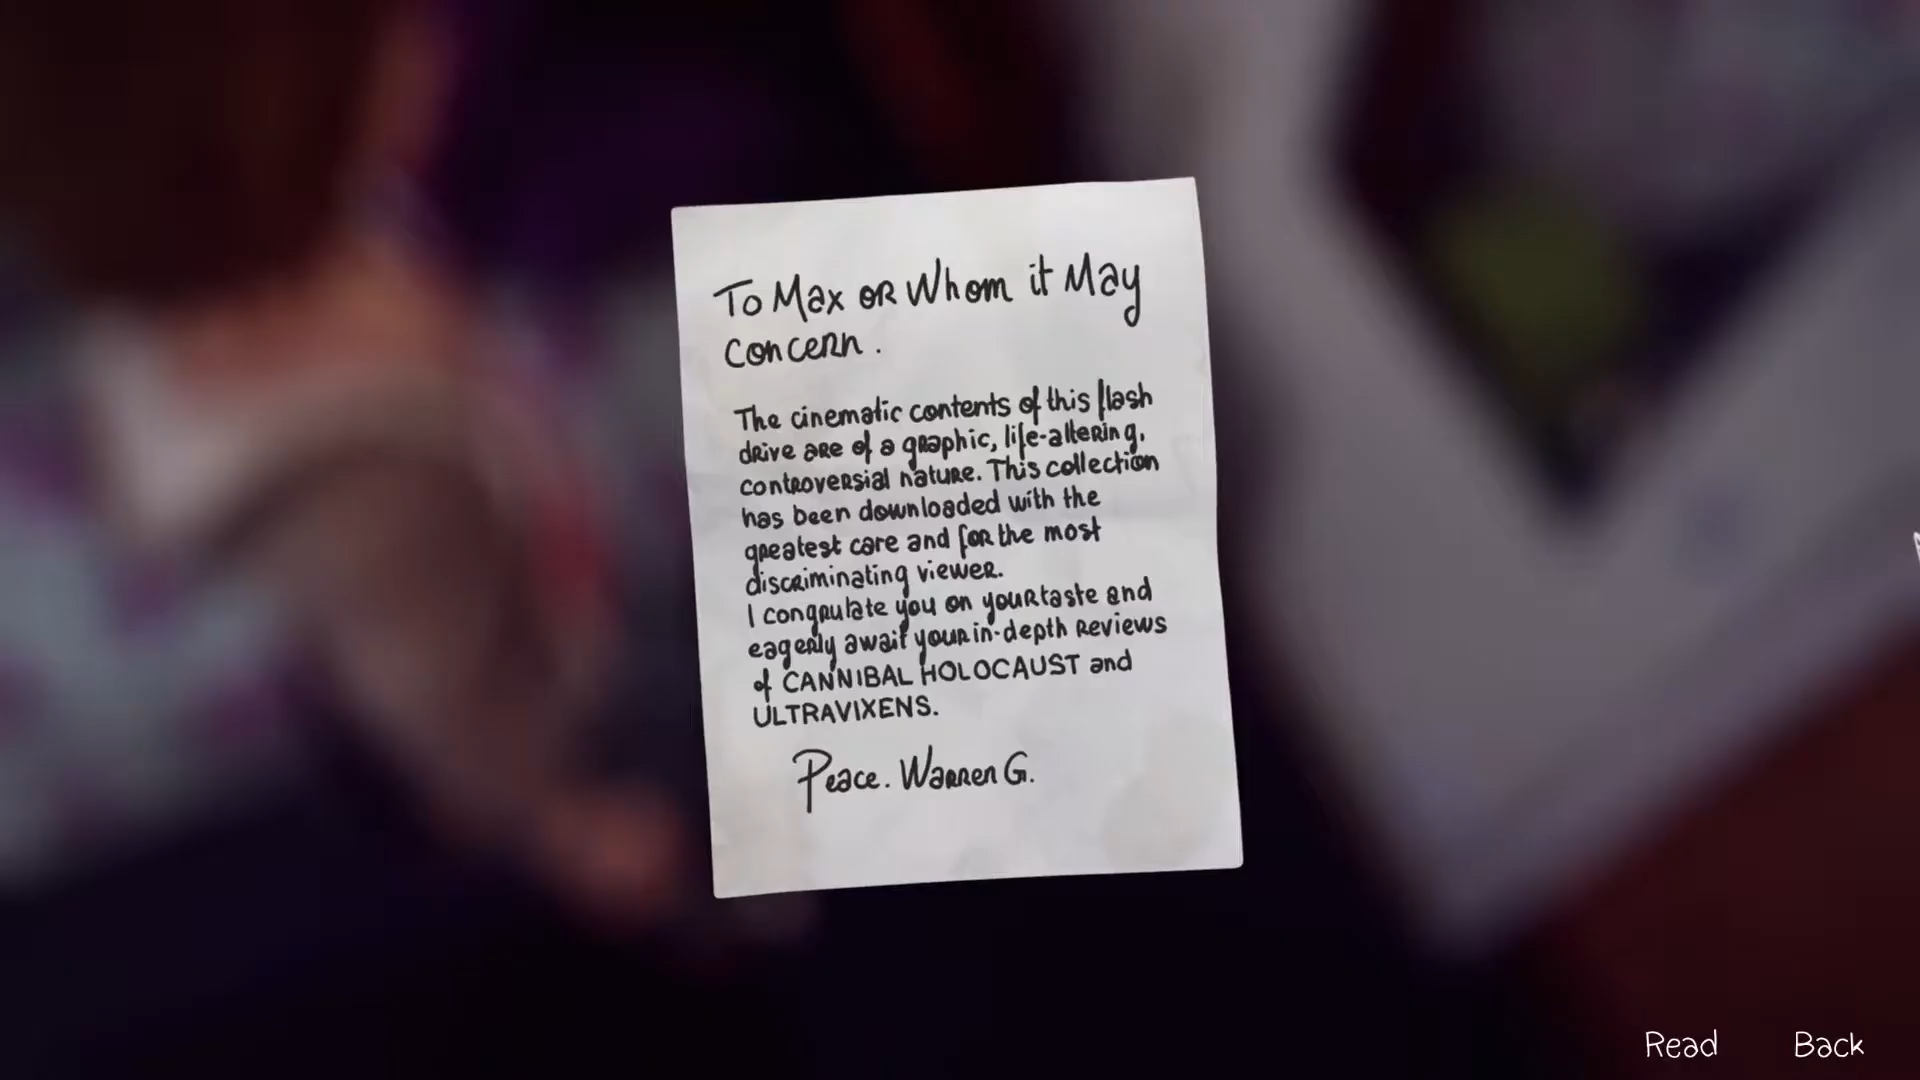 To Max or Whom it May
concern.
The cinematic contents of this flash
drive are of a graphic, life-altering,
controversial nature. This collection
has been downloaded with the
greatest care and for the most
discriminating viewer.
I congrulate you on your taste and
eagerly await your in-depth reviews
of CANNIBAL HOLOCAUST and
ULTRAVIXENS.
Peace. Warren G.
Read
Back